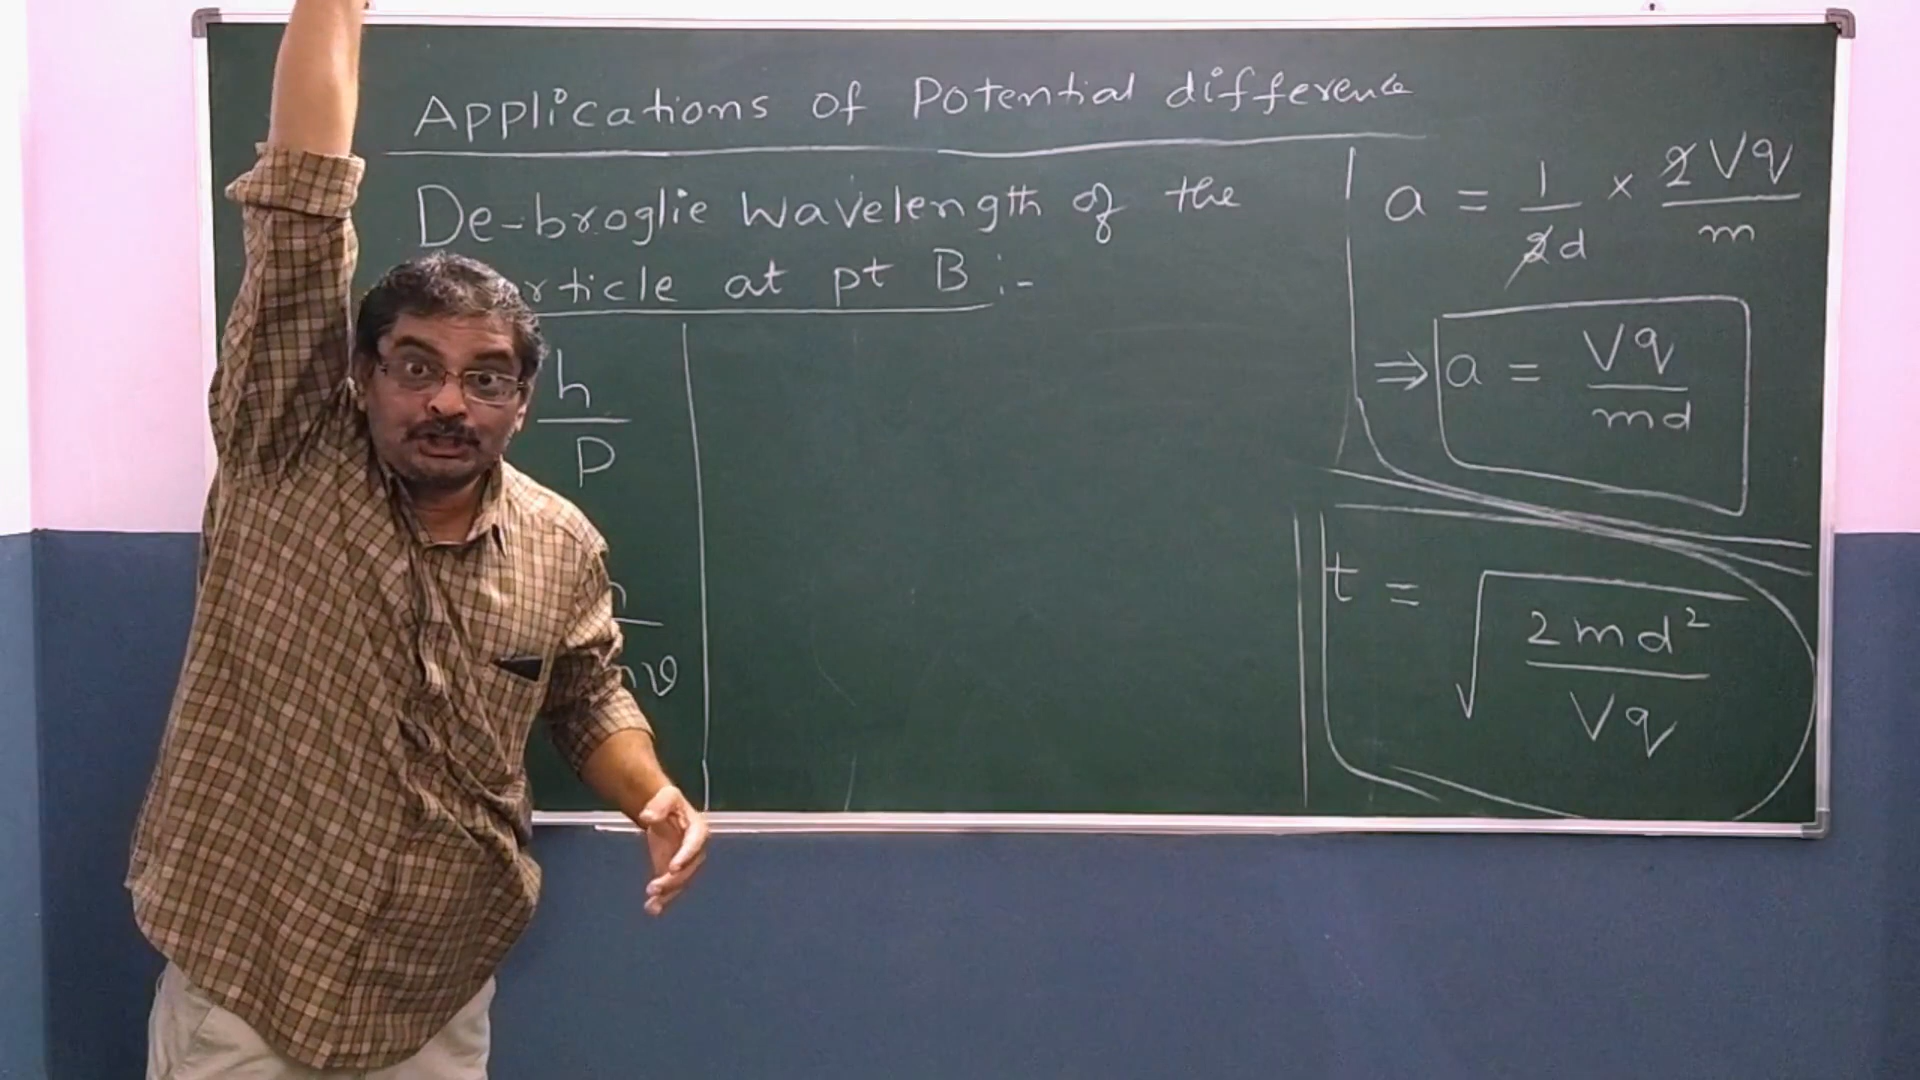 Applications of Potential difference
De-broglie wavelength of the
rticle at pt B :-
h
P
nv
a = 1/2d × 2Vq/m
⇒ a = Vq/md
t = √(2md²/Vq)